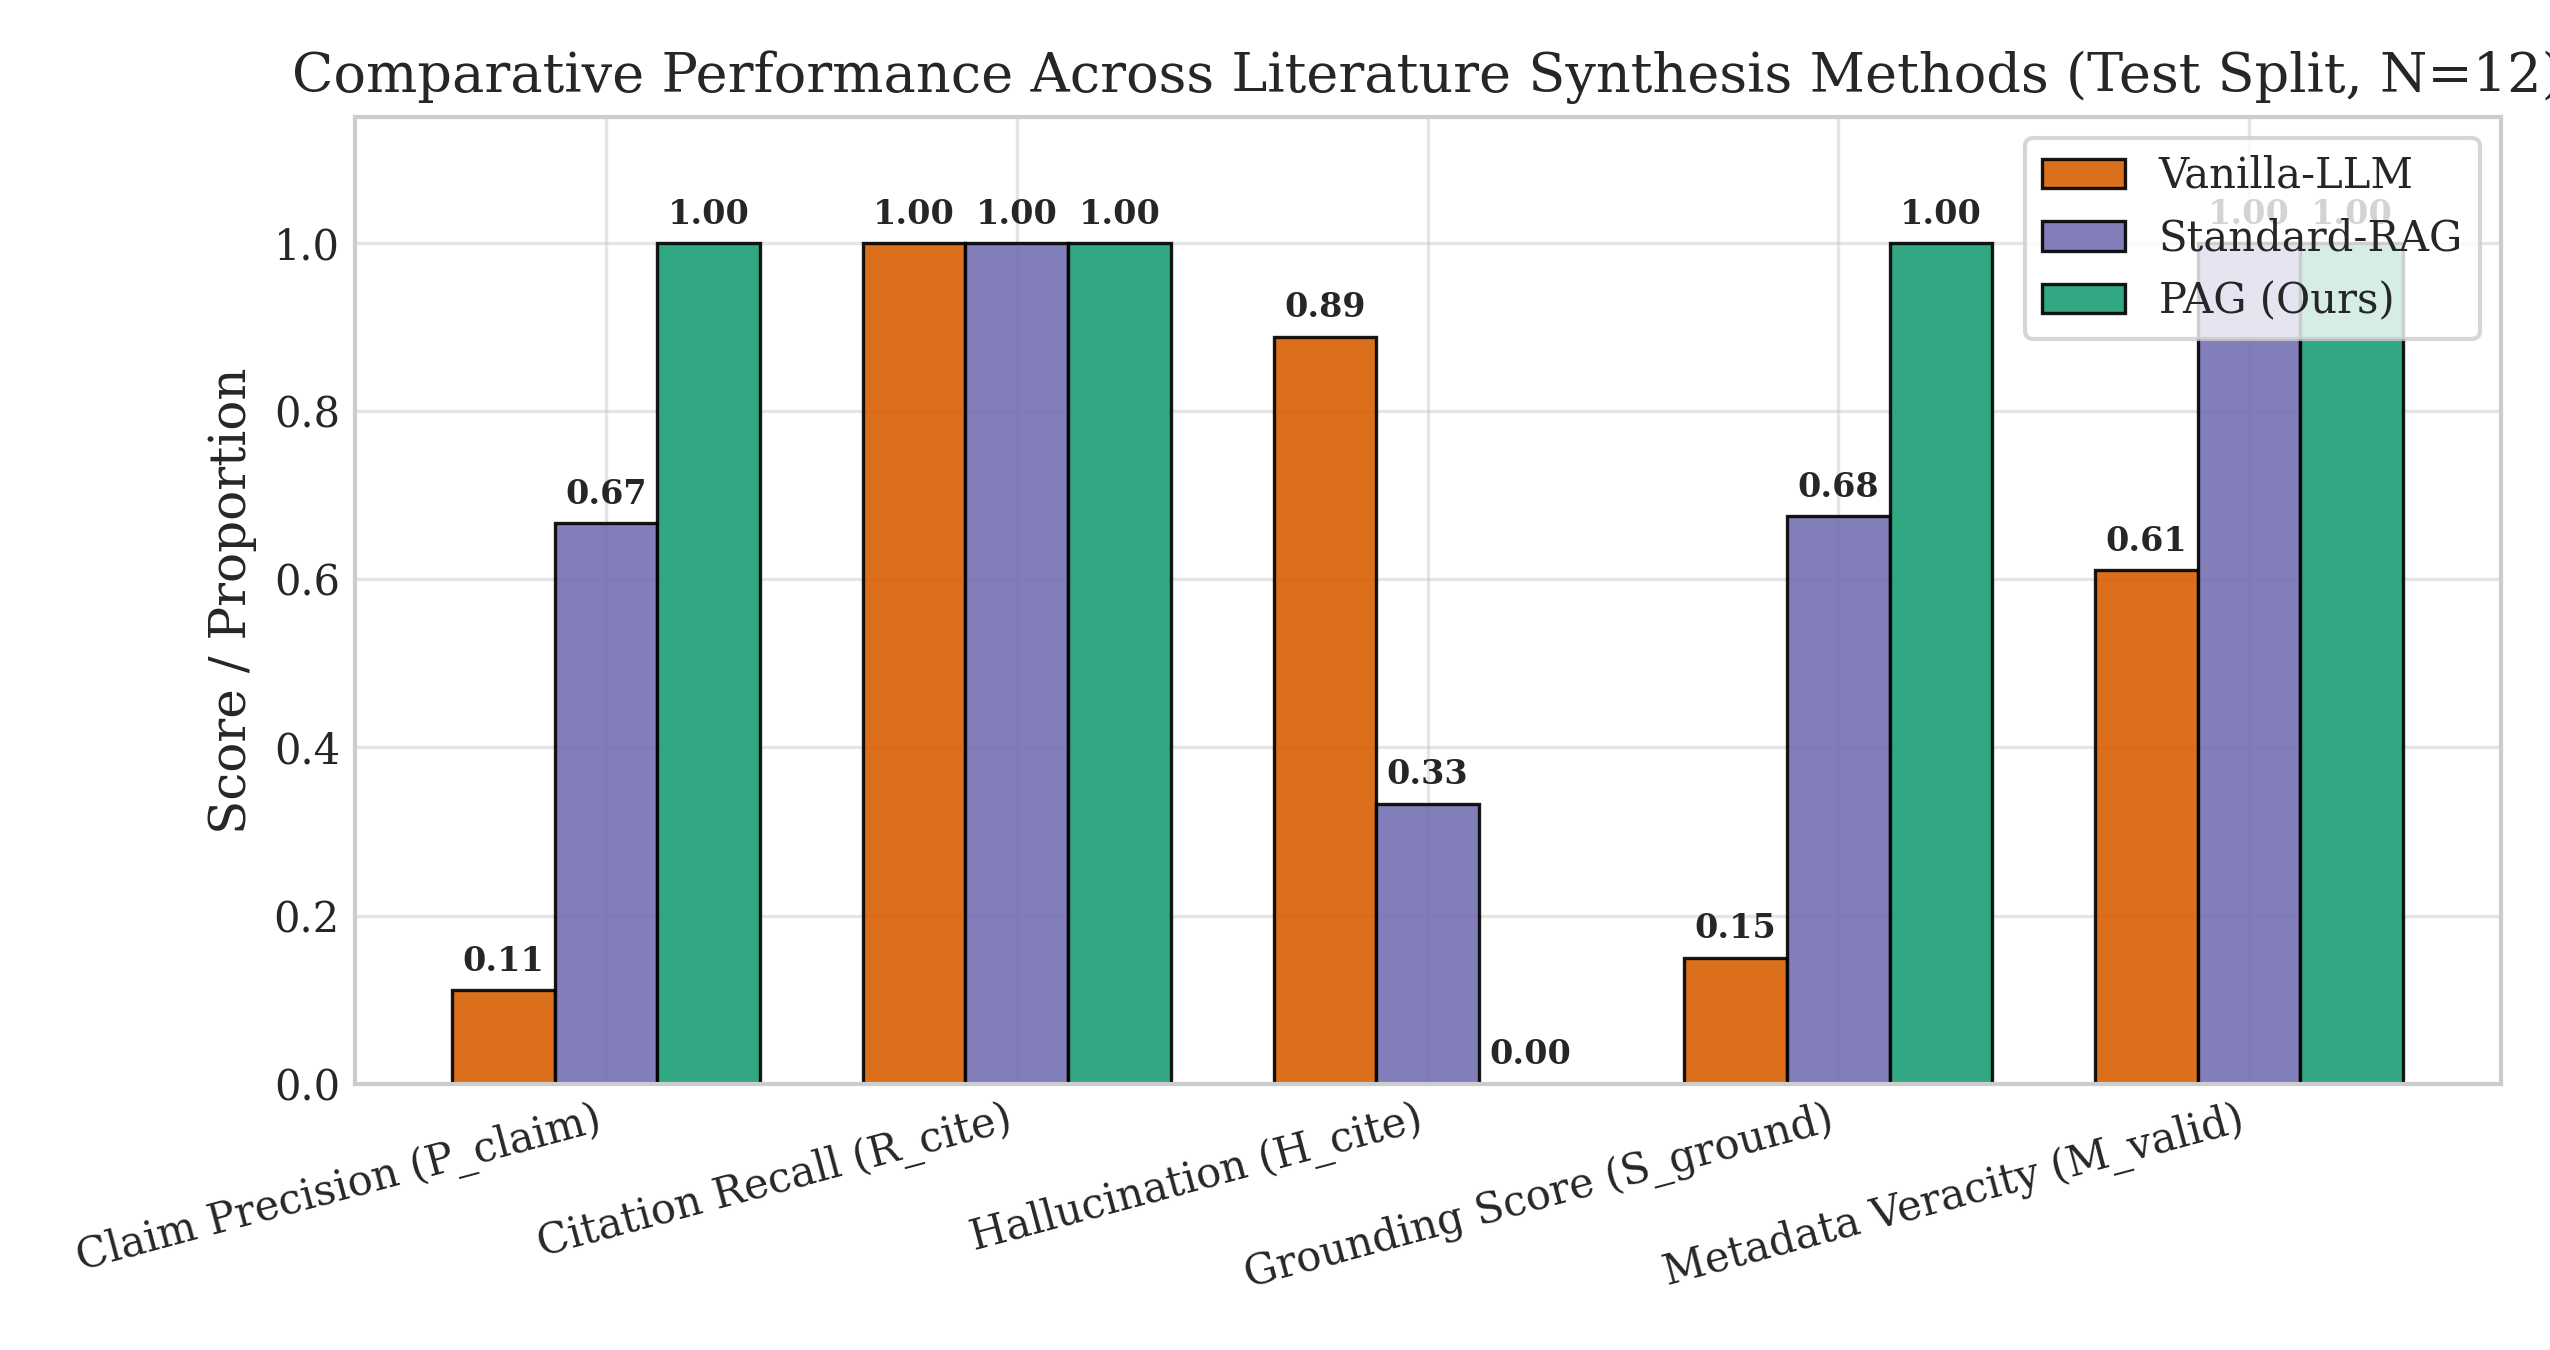 Comparative Performance Across Literature Synthesis Methods (Test Split, N=12)
Vanilla-LLM
Standard-RAG
PAG (Ours)
Score / Proportion
1.0
0.8
0.6
0.4
0.2
0.0
0.11
0.67
1.00
1.00
1.00
1.00
0.89
0.33
0.00
0.15
0.68
1.00
0.61
1.00
1.00
Claim Precision (P_claim)
Citation Recall (R_cite)
Hallucination (H_cite)
Grounding Score (S_ground)
Metadata Veracity (M_valid)